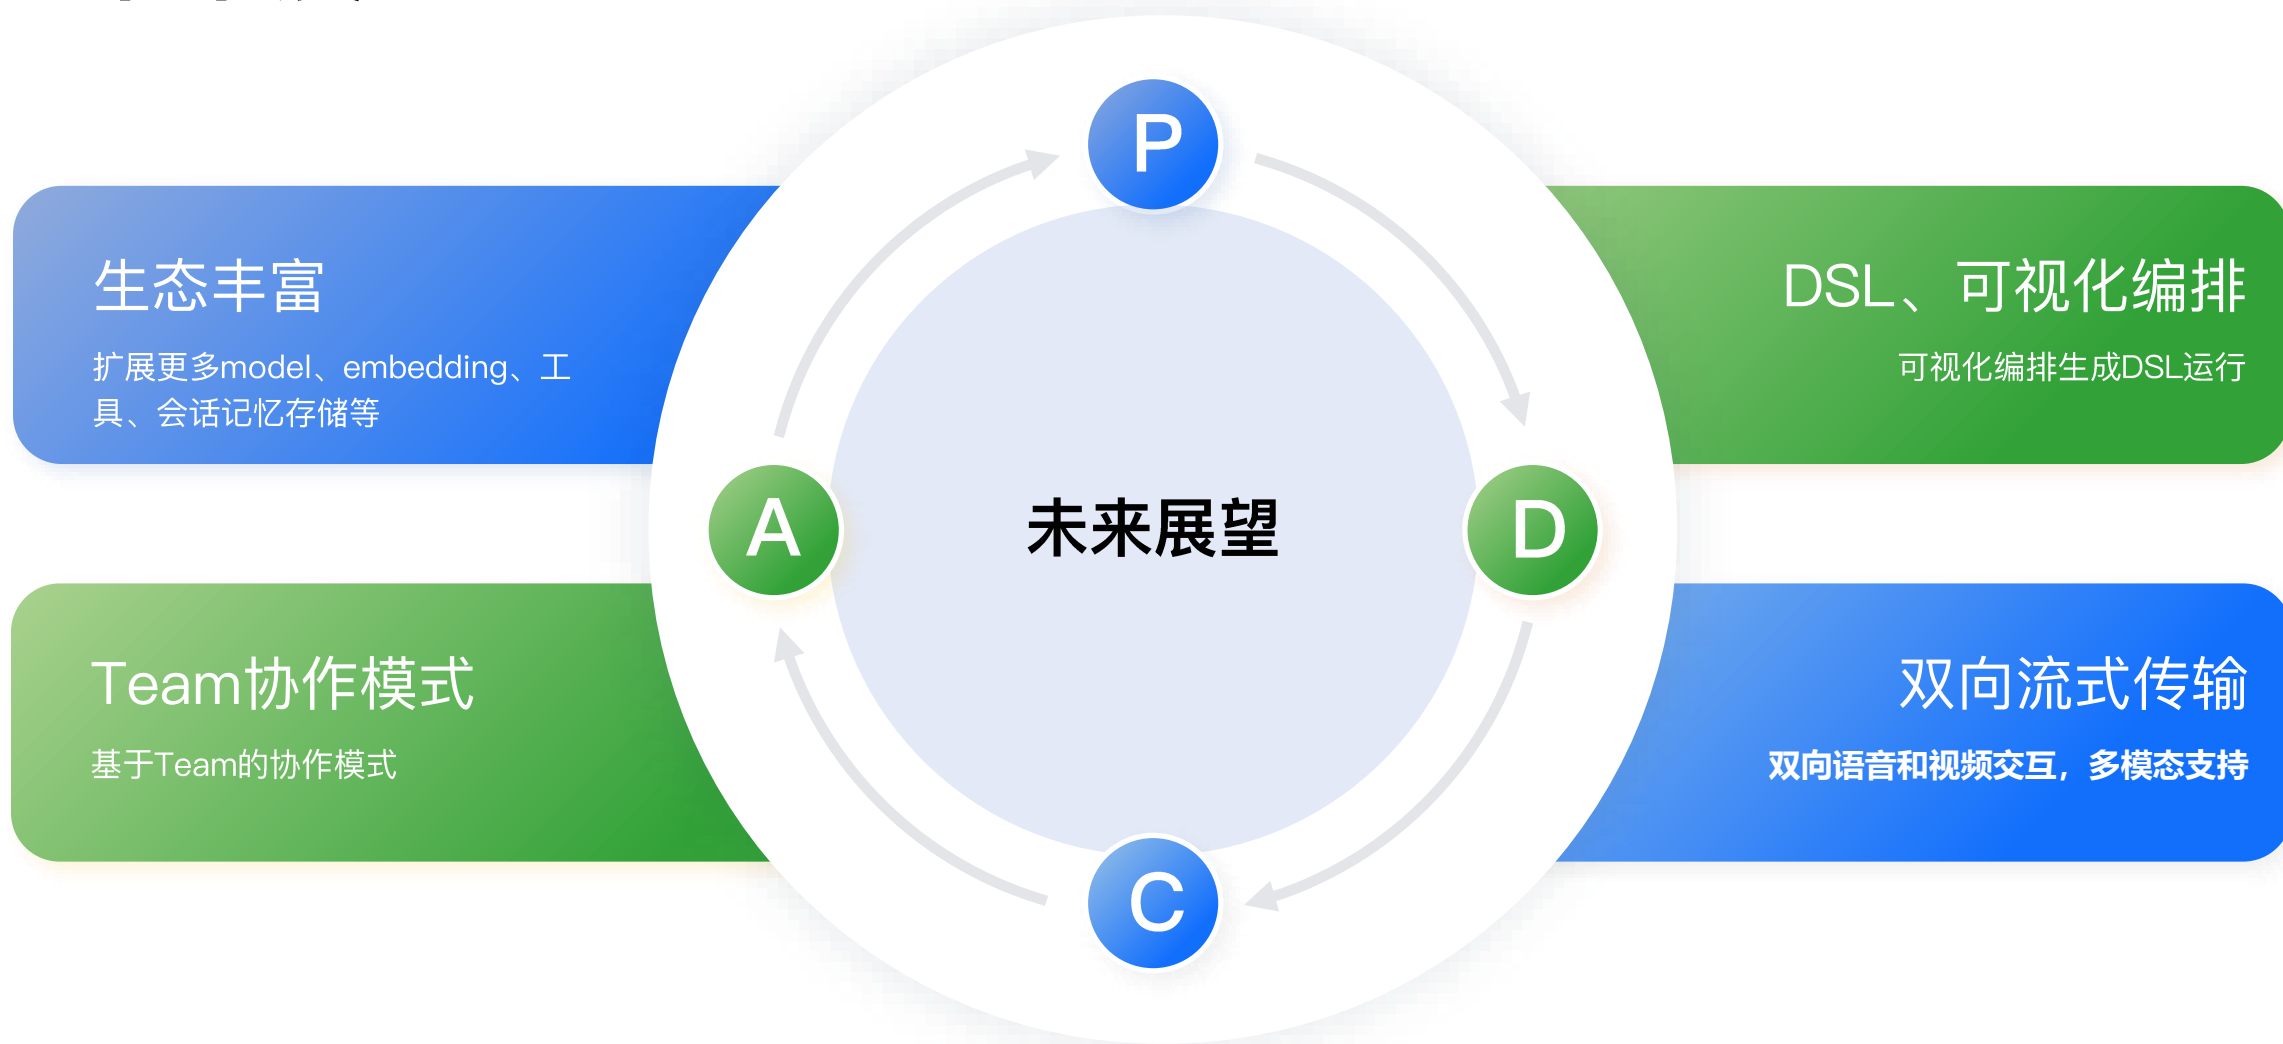 P
生态丰富
扩展更多model、embedding、工
具、会话记忆存储等
DSL、可视化编排
可视化编排生成DSL运行
A
未来展望
D
Team协作模式
基于Team的协作模式
双向流式传输
双向语音和视频交互，多模态支持
C